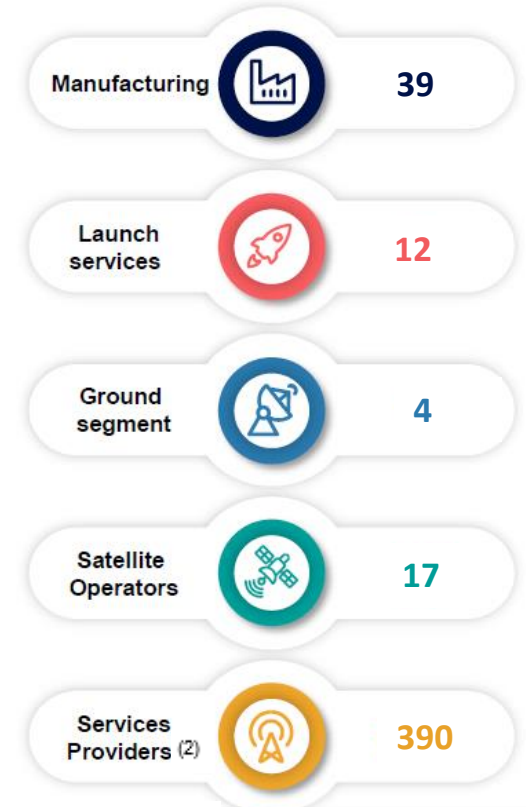 Manufacturing
39
Launch
services
12
Ground
segment
4
Satellite
Operators
17
Services
Providers (2)
390